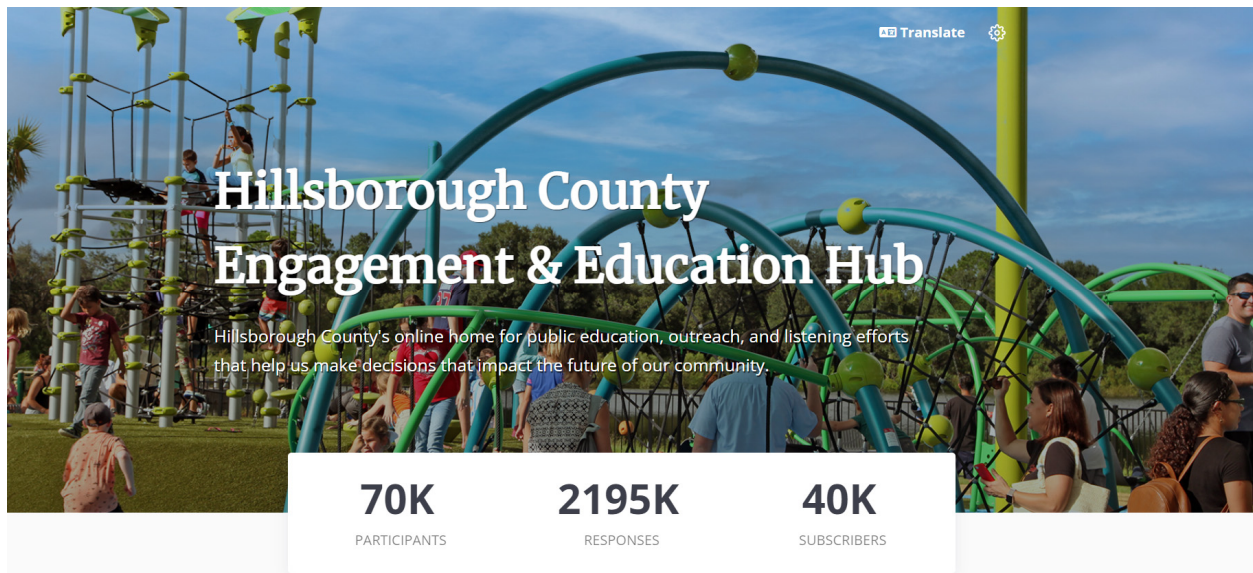 Translate
Hillsborough County
Engagement & Education Hub
Hillsborough County's online home for public education, outreach, and listening efforts
that help us make decisions that impact the future of our community.
70K
2195K
40K
PARTICIPANTS
RESPONSES
SUBSCRIBERS